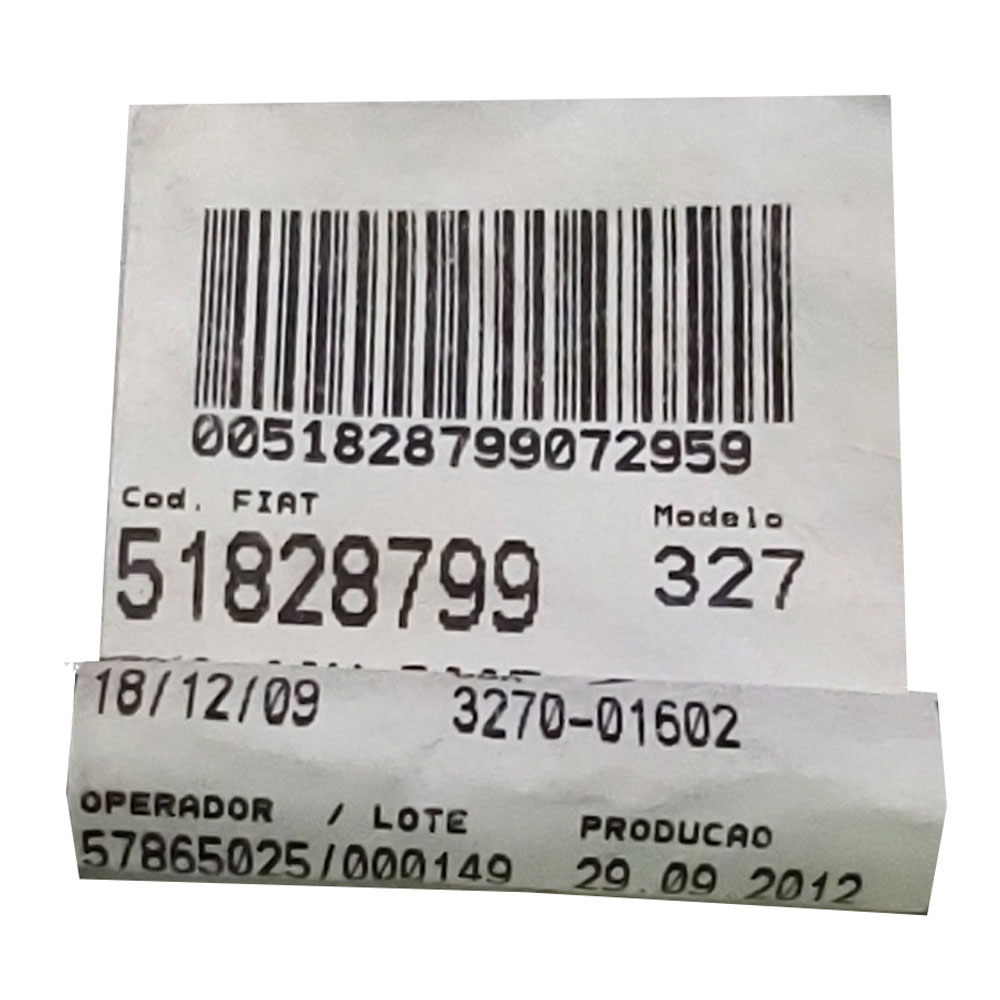 0051828799072959
Cod. FIAT Modelo
51828799 327
18/12/09 3270-01602
OPERADOR / LOTE PRODUCAO
57865025/000149 29.09.2012